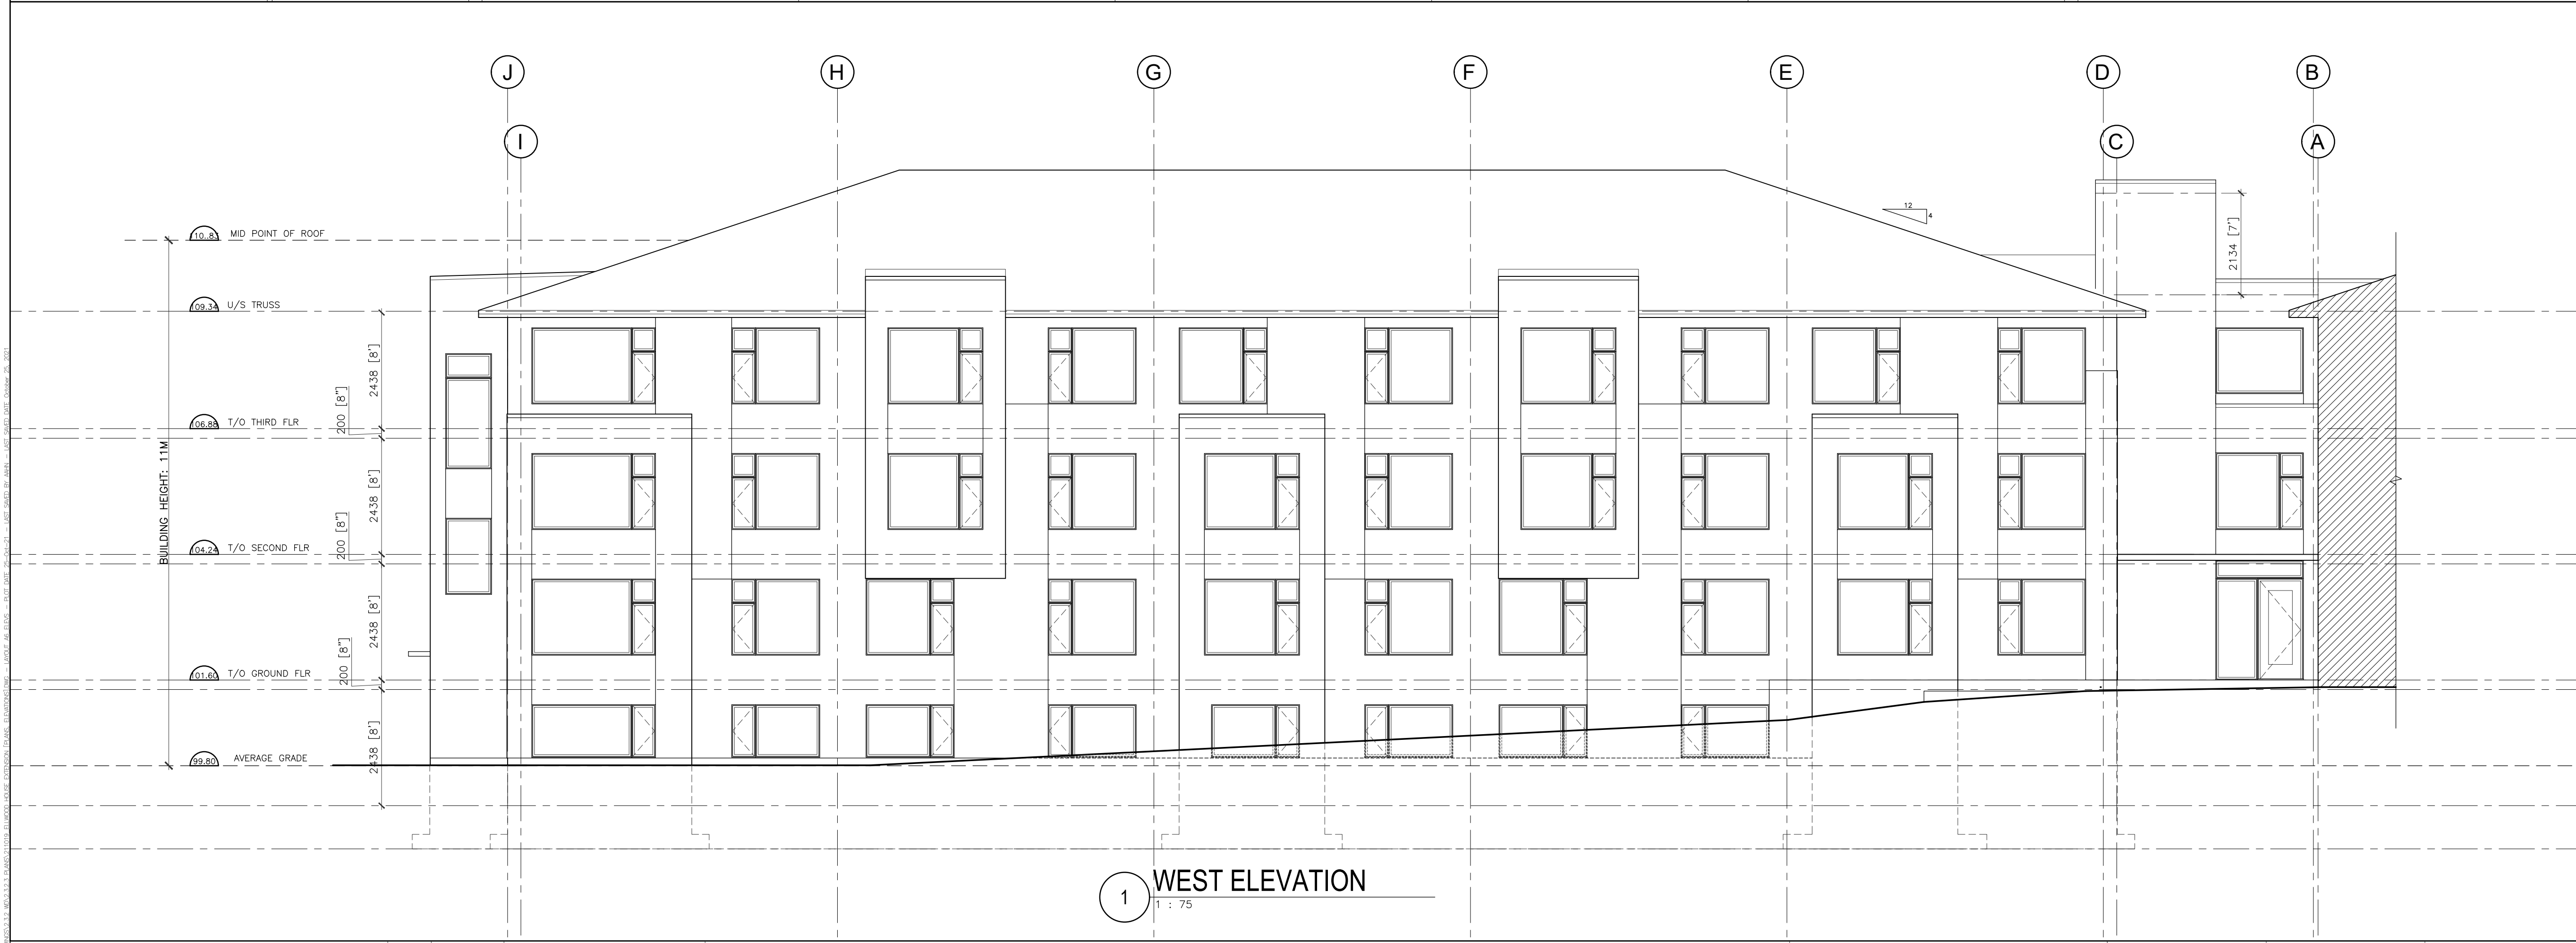 J
H
G
F
E
D
B
I
C
A
12
4
2134 [7']
110..83 MID POINT OF ROOF
109.34 U/S TRUSS
2438 [8']
200 [8"]
106.88 T/O THIRD FLR
BUILDING HEIGHT: 11M
2438 [8']
200 [8"]
104.24 T/O SECOND FLR
2438 [8']
200 [8"]
101.60 T/O GROUND FLR
2438 [8']
99.80 AVERAGE GRADE
1 WEST ELEVATION
1 : 75